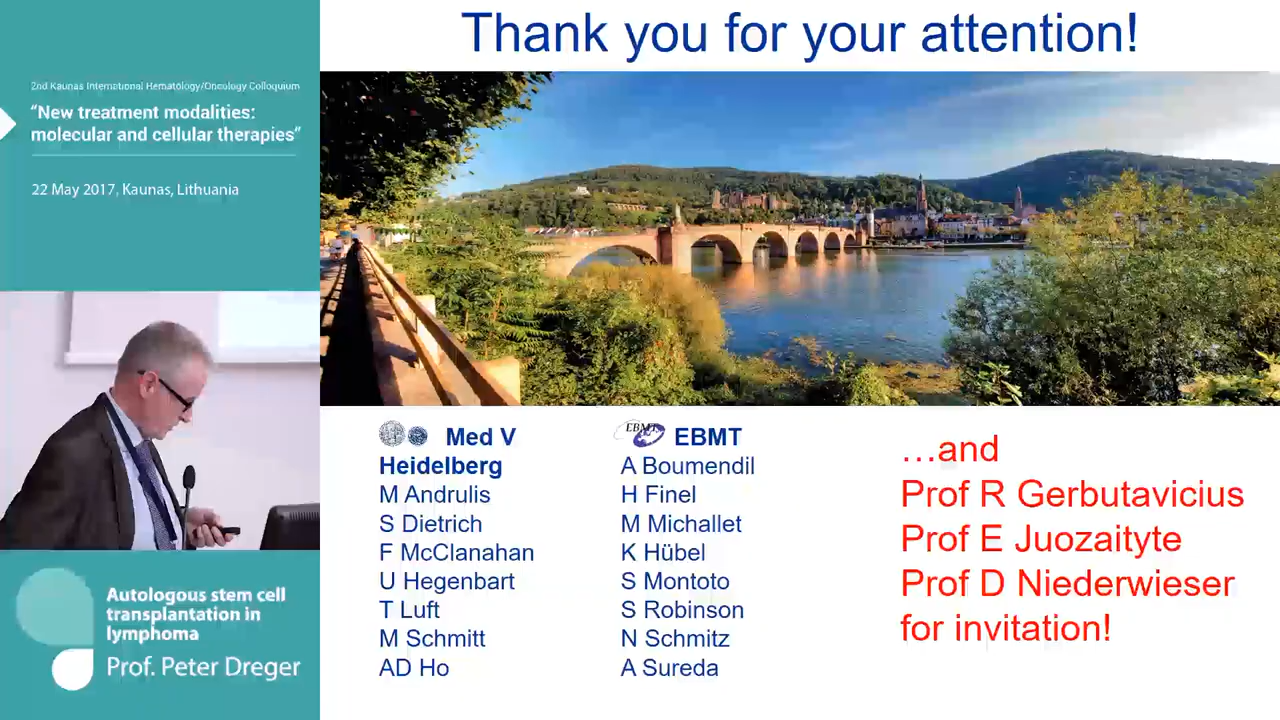 2nd Kaunas International Hematology/Oncology Colloquium
“New treatment modalities:
molecular and cellular therapies”
22 May 2017, Kaunas, Lithuania
Autologous stem cell
transplantation in
lymphoma
Prof. Peter Dreger
Thank you for your attention!
Med V
Heidelberg
M Andrulis
S Dietrich
F McClanahan
U Hegenbart
T Luft
M Schmitt
AD Ho
EBMT EBMT
A Boumendil
H Finel
M Michallet
K Hübel
S Montoto
S Robinson
N Schmitz
A Sureda
…and
Prof R Gerbutavicius
Prof E Juozaityte
Prof D Niederwieser
for invitation!